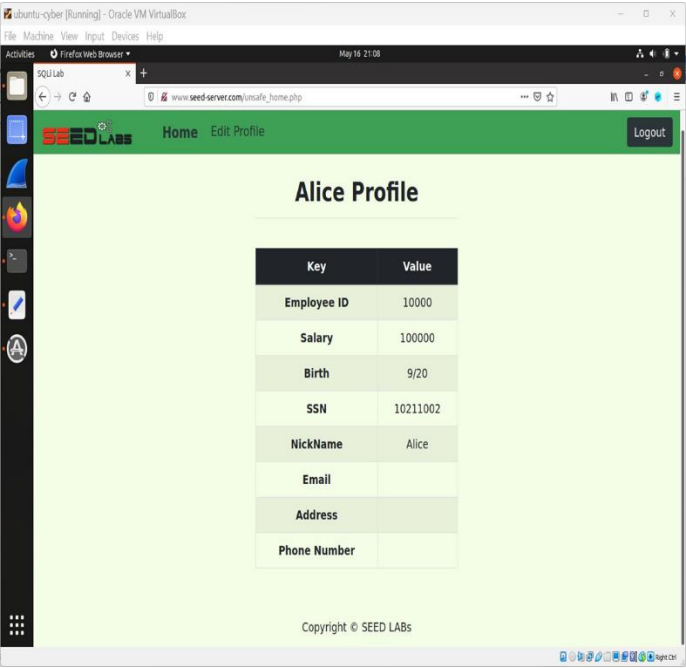 ubuntu-cyber [Running] - Oracle VM VirtualBox
File Machine View Input Devices Help
Activities Firefox Web Browser May 16 21:08
SQLi Lab
www.seed-server.com/unsafe_home.php
SEEDLABS Home Edit Profile Logout
Alice Profile
Key Value
Employee ID 10000
Salary 100000
Birth 9/20
SSN 10211002
NickName Alice
Email
Address
Phone Number
Copyright © SEED LABs
Right Ctrl